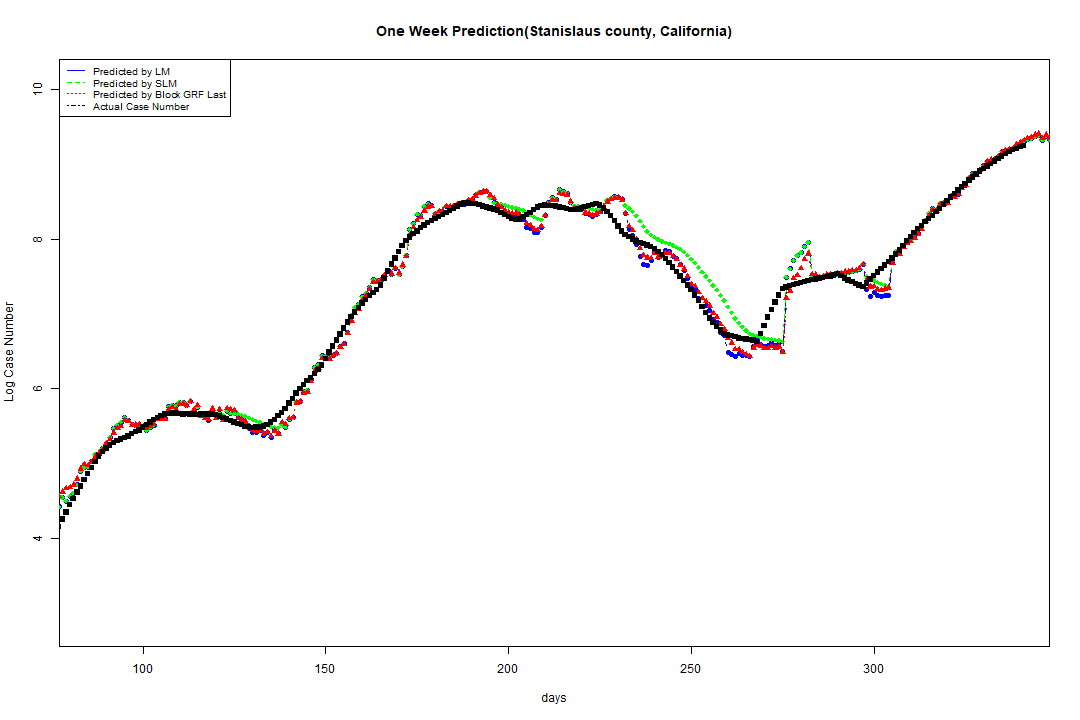 One Week Prediction(Stanislaus county, California)
Predicted by LM
Predicted by SLM
Predicted by Block GRF Last
Actual Case Number
10
8
6
4
Log Case Number
100 150 200 250 300
days